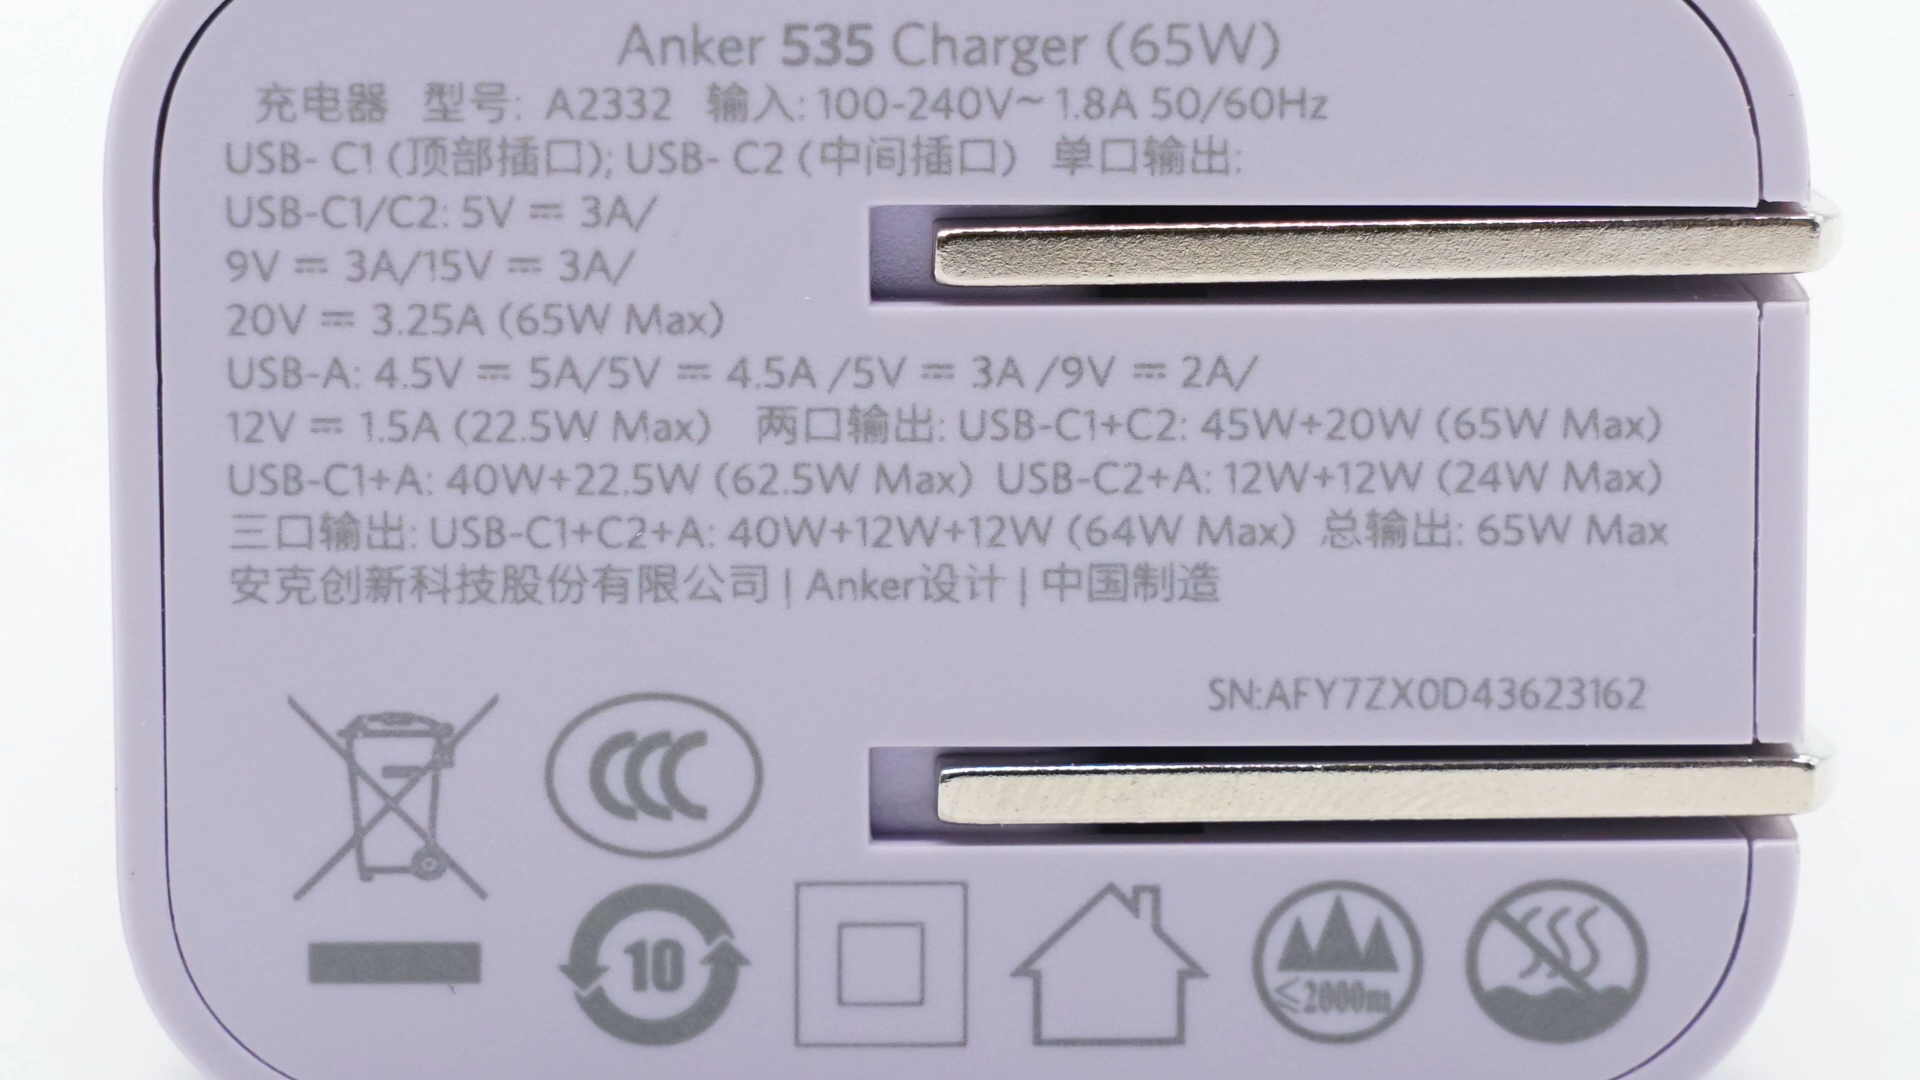 Anker 535 Charger (65W)
充电器 型号: A2332 输入: 100-240V~ 1.8A 50/60Hz
USB- C1 (顶部插口); USB- C2 (中间插口) 单口输出:
USB-C1/C2: 5V ⎓ 3A/
9V ⎓ 3A/15V ⎓ 3A/
20V ⎓ 3.25A (65W Max)
USB-A: 4.5V ⎓ 5A/5V ⎓ 4.5A /5V ⎓ 3A /9V ⎓ 2A/
12V ⎓ 1.5A (22.5W Max) 两口输出: USB-C1+C2: 45W+20W (65W Max)
USB-C1+A: 40W+22.5W (62.5W Max) USB-C2+A: 12W+12W (24W Max)
三口输出: USB-C1+C2+A: 40W+12W+12W (64W Max) 总输出: 65W Max
安克创新科技股份有限公司 | Anker设计 | 中国制造
SN:AFY7ZX0D43623162
CCC
10
≤2000m